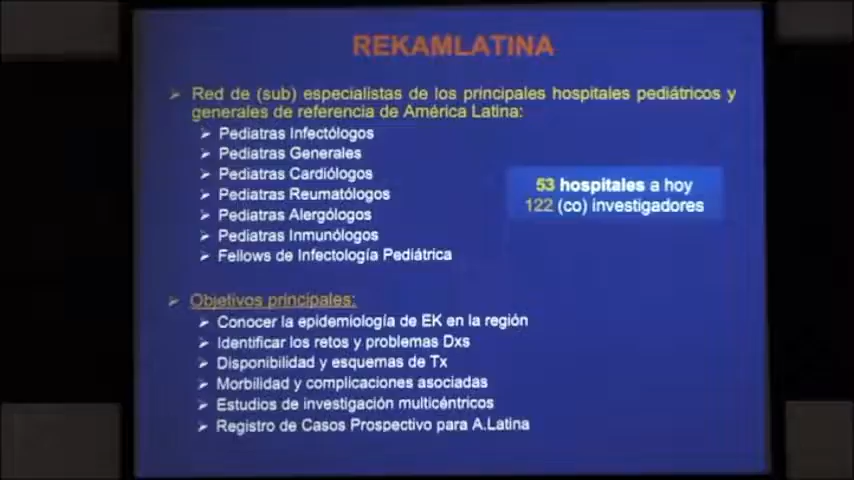 REKAMLATINA
➢ Red de (sub) especialistas de los principales hospitales pediátricos y
generales de referencia de América Latina:
➢ Pediatras Infectólogos
➢ Pediatras Generales
➢ Pediatras Cardiólogos
➢ Pediatras Reumatólogos
➢ Pediatras Alergólogos
➢ Pediatras Inmunólogos
➢ Fellows de Infectología Pediátrica
53 hospitales a hoy
122 (co) investigadores
➢ Objetivos principales:
➢ Conocer la epidemiología de EK en la región
➢ Identificar los retos y problemas Dxs
➢ Disponibilidad y esquemas de Tx
➢ Morbilidad y complicaciones asociadas
➢ Estudios de investigación multicéntricos
➢ Registro de Casos Prospectivo para A.Latina